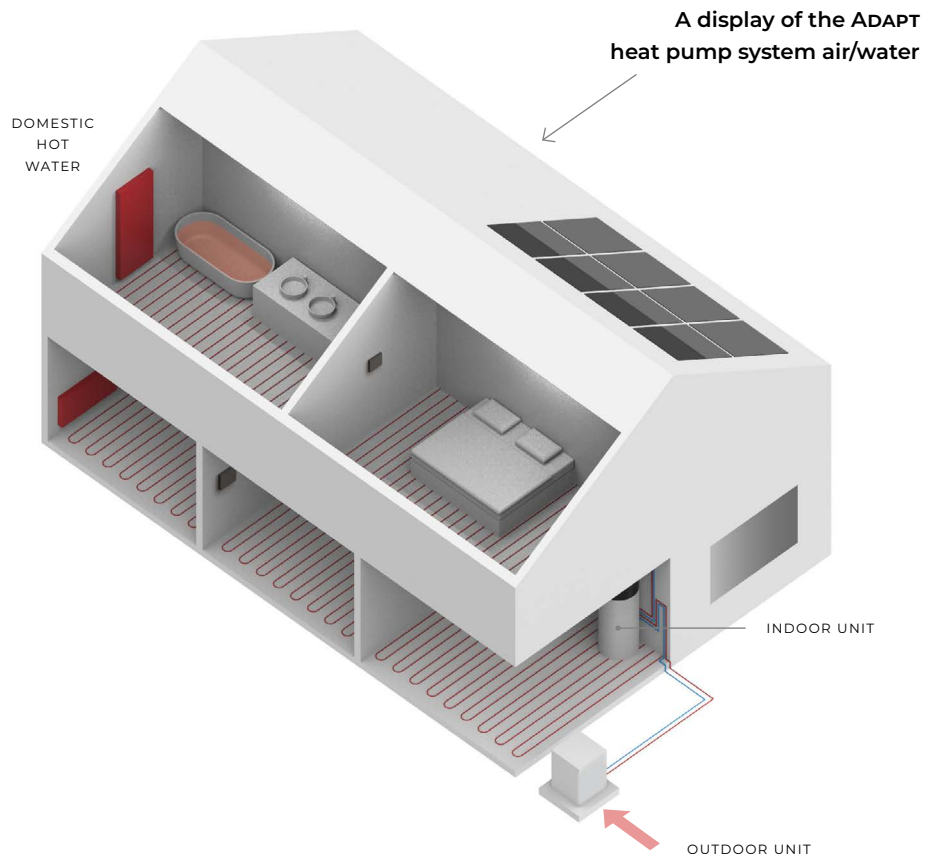 A display of the ADAPT
heat pump system air/water
DOMESTIC
HOT
WATER
INDOOR UNIT
OUTDOOR UNIT